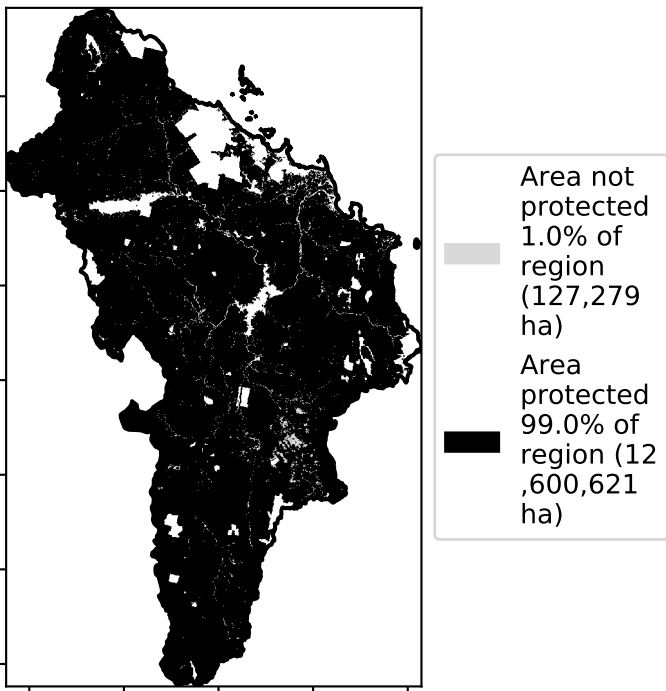 Area not
protected
1.0% of
region
(127,279
ha)
Area
protected
99.0% of
region (12
,600,621
ha)